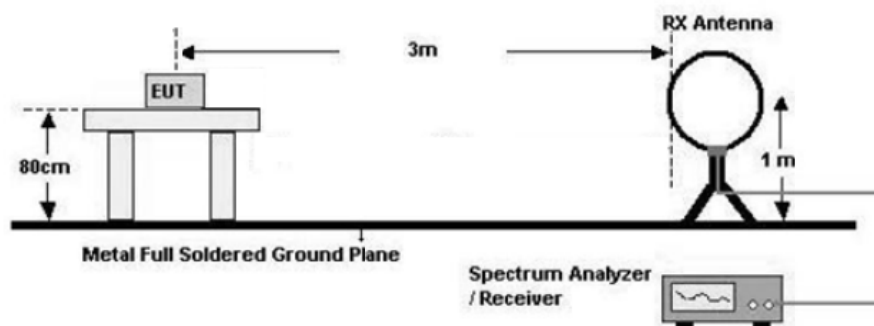 RX Antenna
3m
EUT
80cm
1 m
Metal Full Soldered Ground Plane
Spectrum Analyzer
/ Receiver